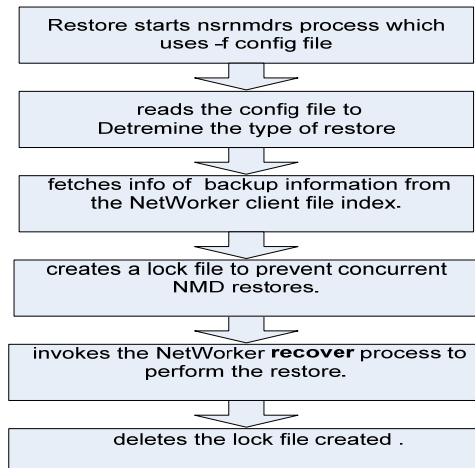 Restore starts nsrnmdrs process which
uses –f config file
reads the config file to
Detremine the type of restore
fetches info of backup information from
the NetWorker client file index.
creates a lock file to prevent concurrent
NMD restores.
invokes the NetWorker recover process to
perform the restore.
deletes the lock file created .